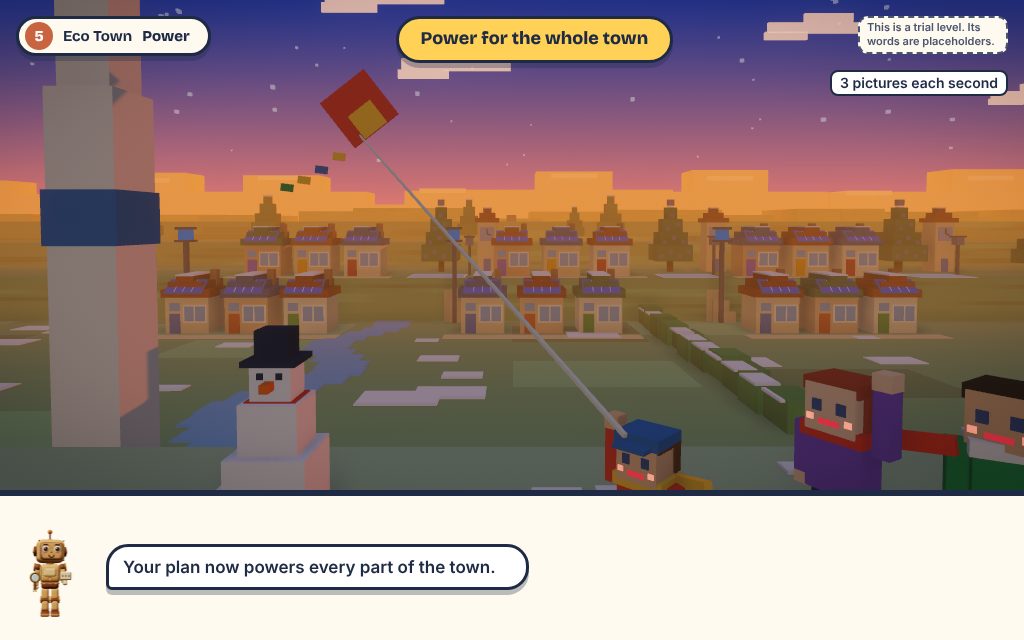 5 Eco Town Power
Power for the whole town
This is a trial level. Its
words are placeholders.
3 pictures each second
Your plan now powers every part of the town.